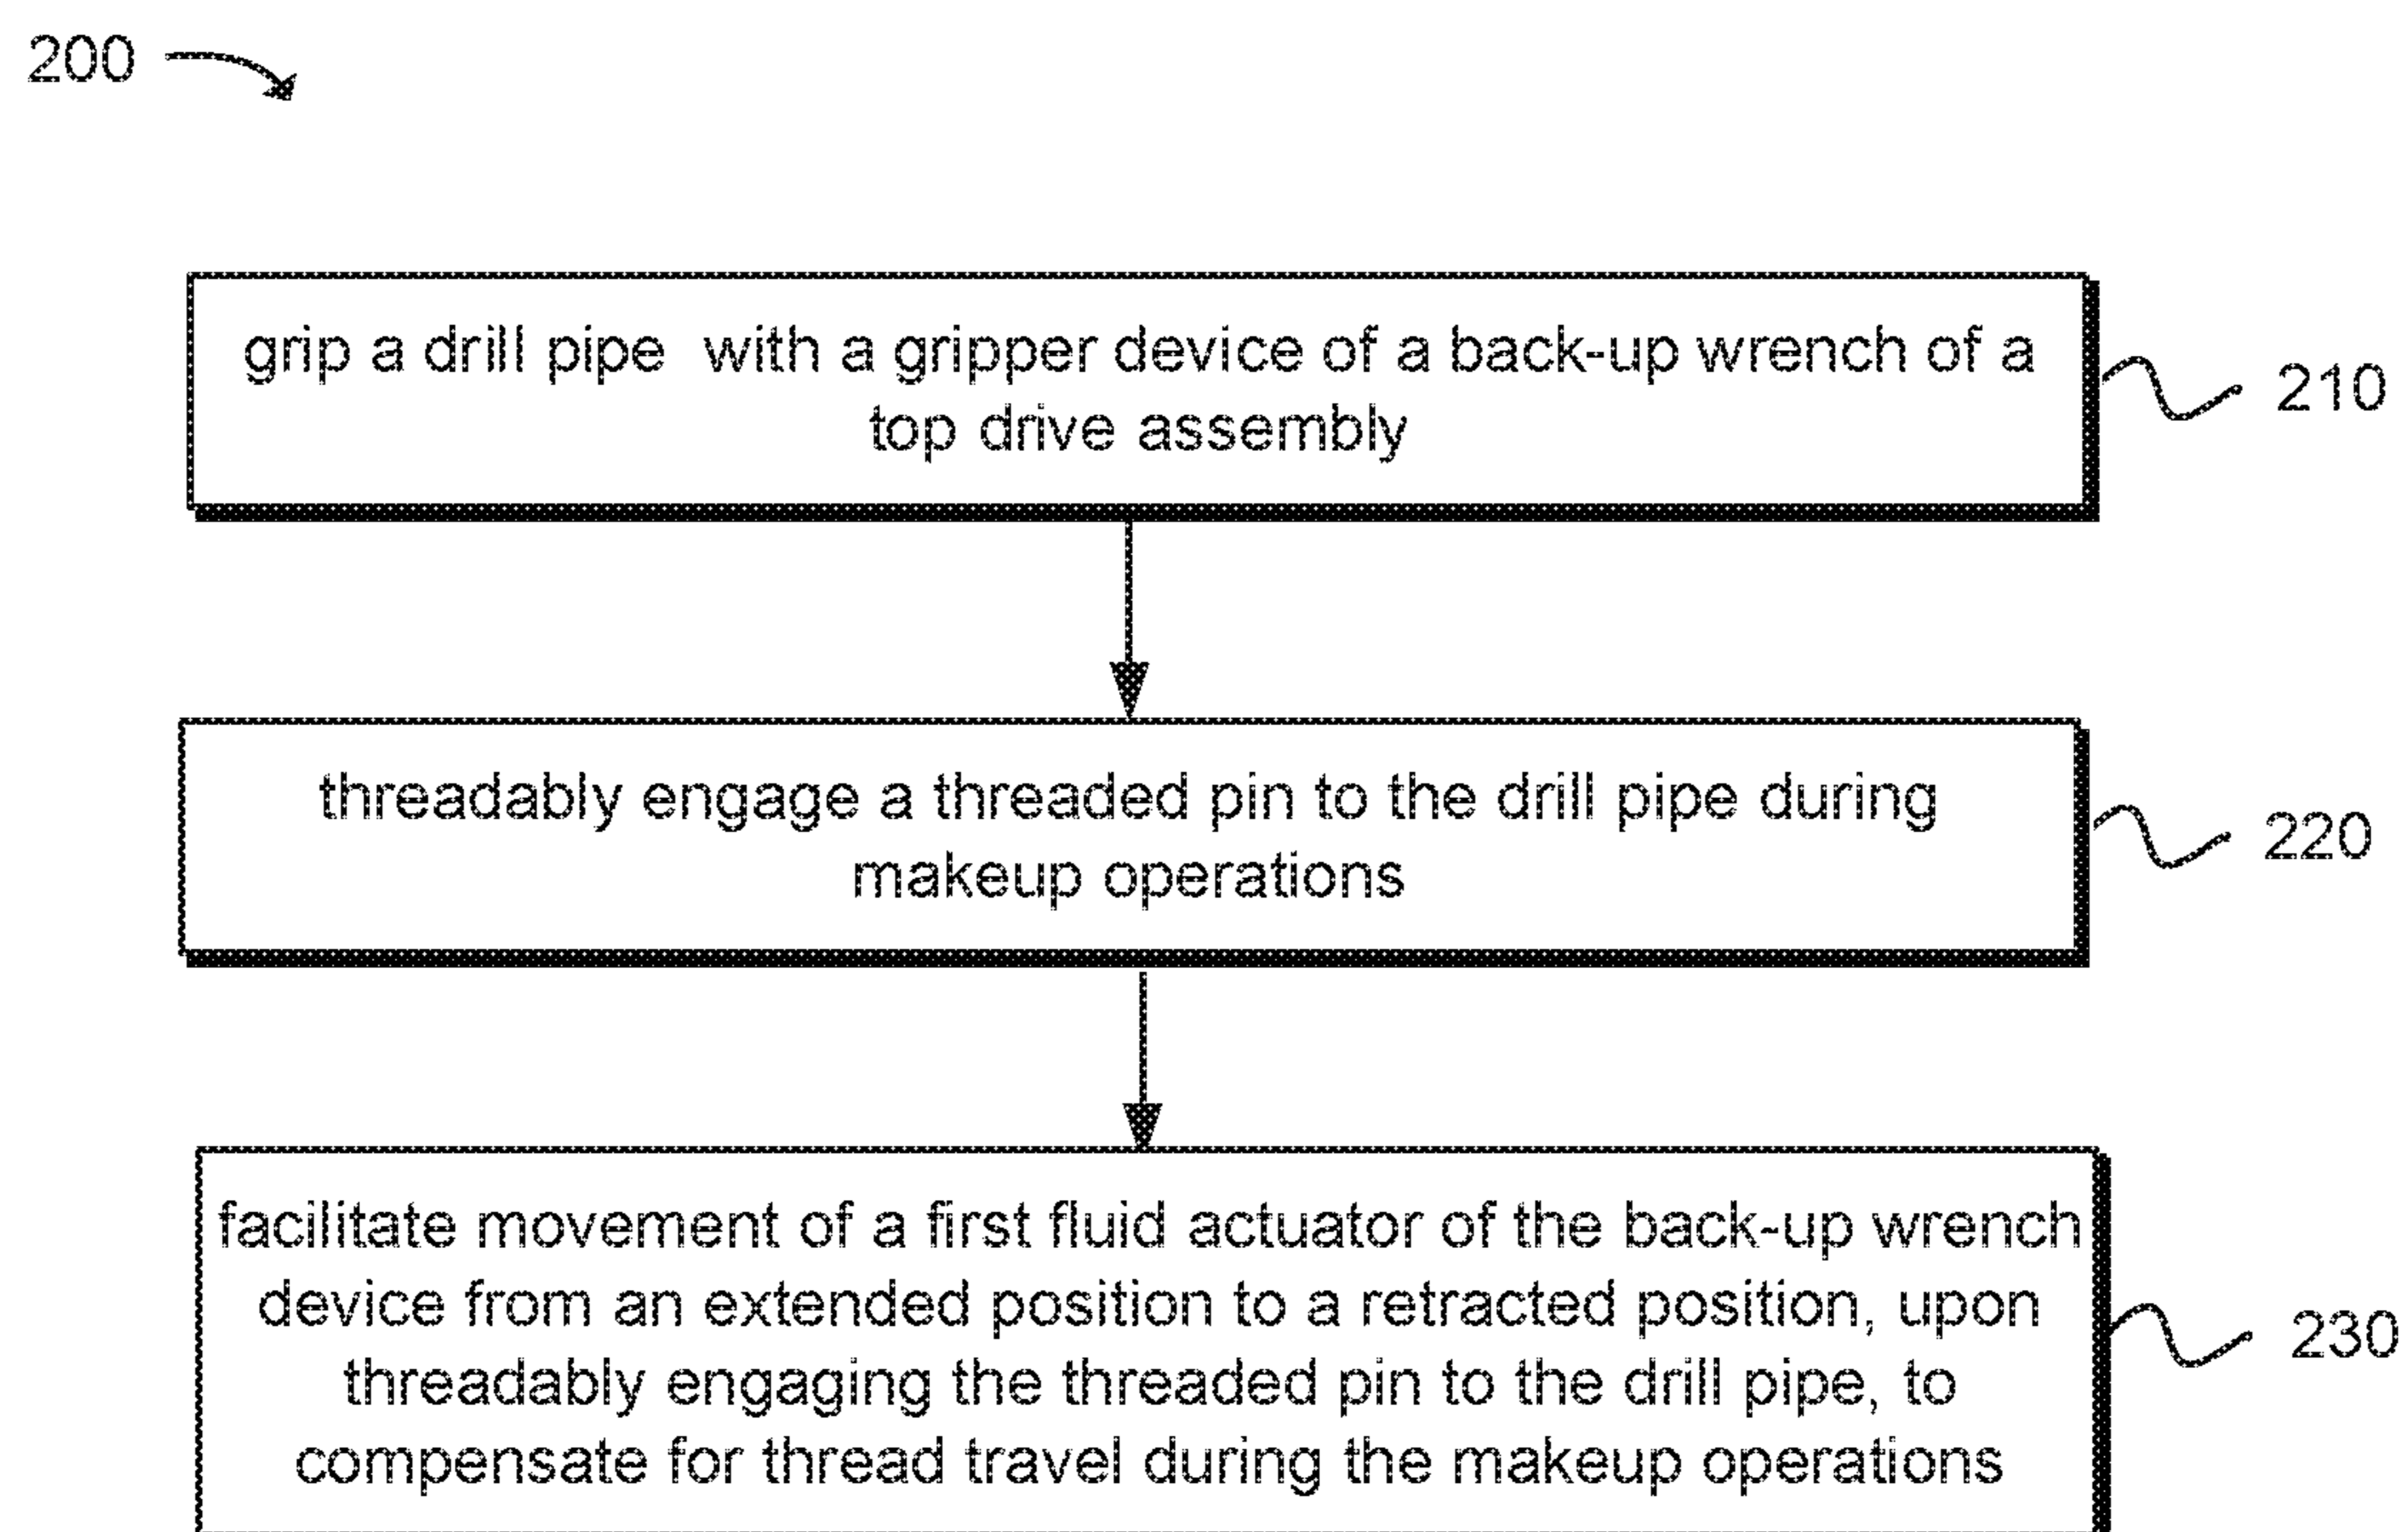 200
grip a drill pipe with a gripper device of a back-up wrench of a
top drive assembly
210
threadably engage a threaded pin to the drill pipe during
makeup operations
220
facilitate movement of a first fluid actuator of the back-up wrench
device from an extended position to a retracted position, upon
threadably engaging the threaded pin to the drill pipe, to
compensate for thread travel during the makeup operations
230